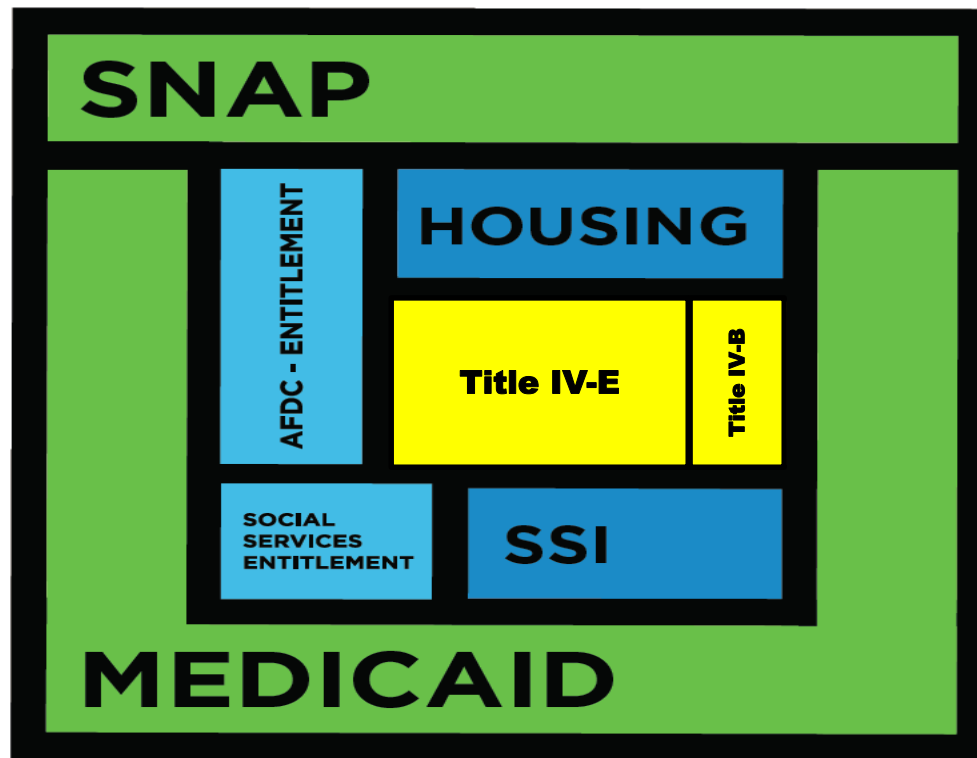 SNAP
AFDC - ENTITLEMENT
HOUSING
Title IV-E
Title IV-B
SOCIAL
SERVICES
ENTITLEMENT
SSI
MEDICAID